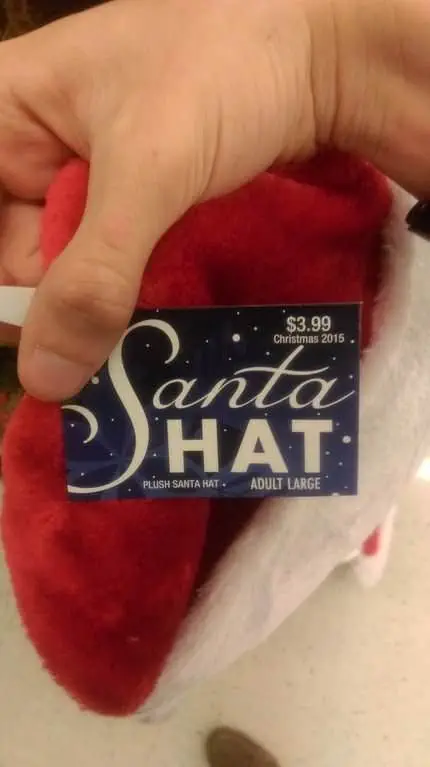 $3.99
Christmas 2015
Santa
HAT
PLUSH SANTA HAT • ADULT LARGE